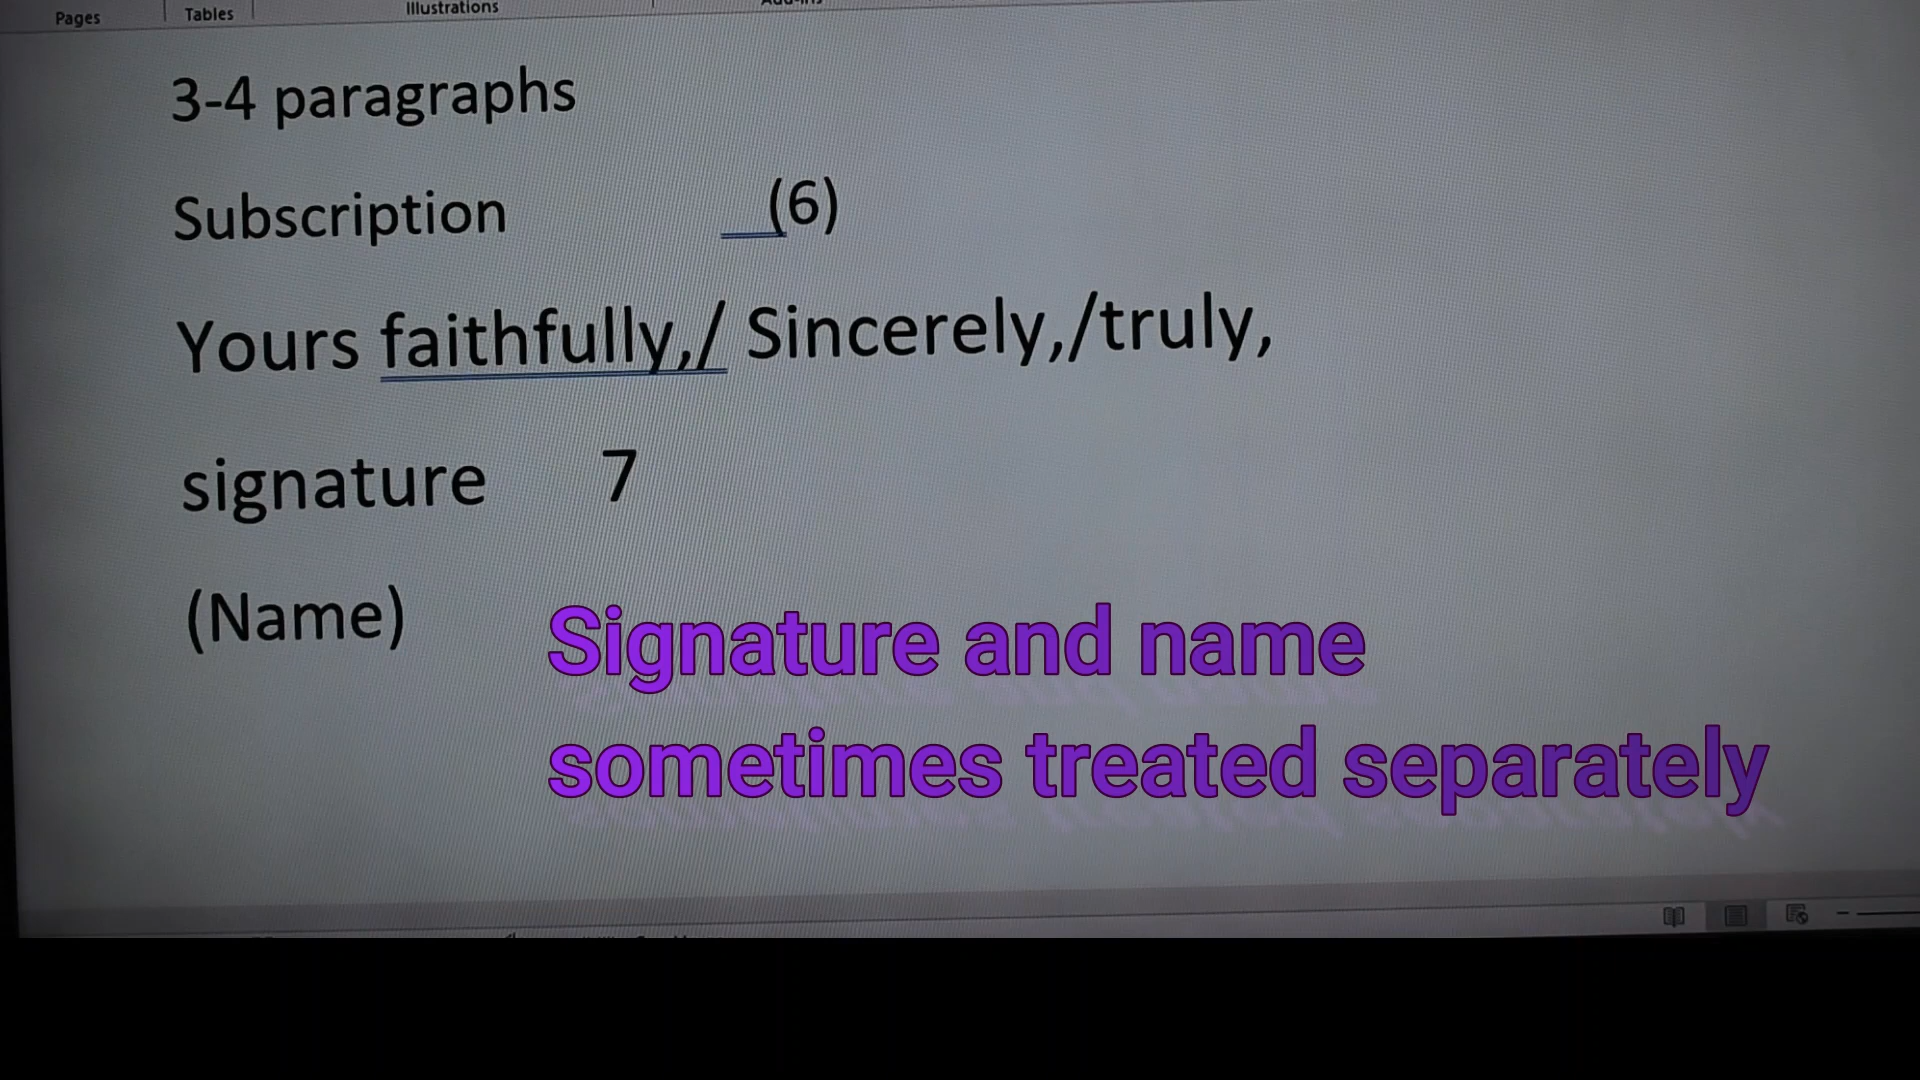 Pages Tables Illustrations
3-4 paragraphs
Subscription __(6)
Yours faithfully,/ Sincerely,/truly,
signature 7
(Name)
Signature and name
sometimes treated separately